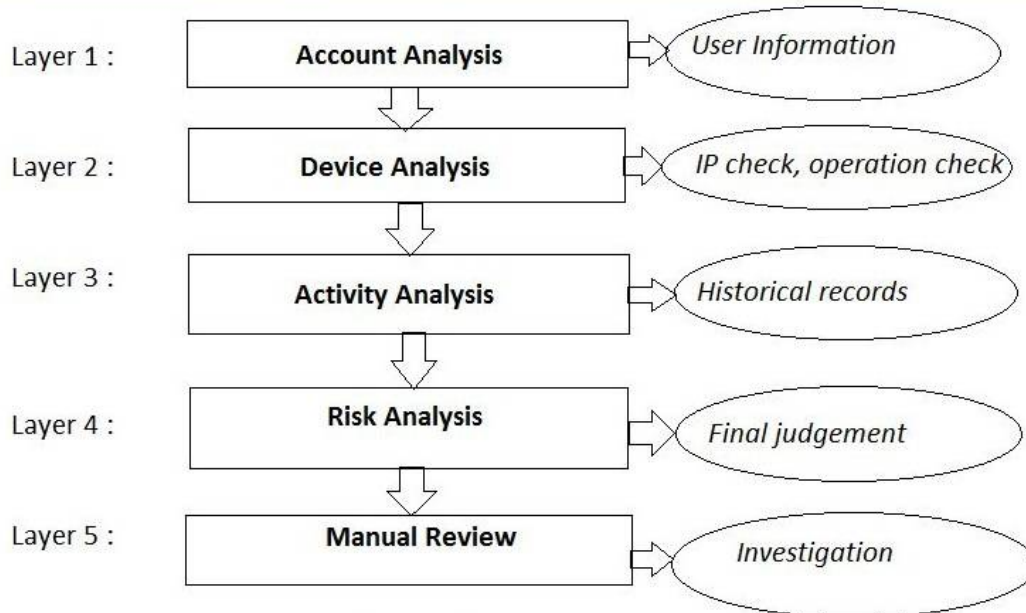 Layer 1 :
Account Analysis
User Information
Layer 2 :
Device Analysis
IP check, operation check
Layer 3 :
Activity Analysis
Historical records
Layer 4 :
Risk Analysis
Final judgement
Layer 5 :
Manual Review
Investigation